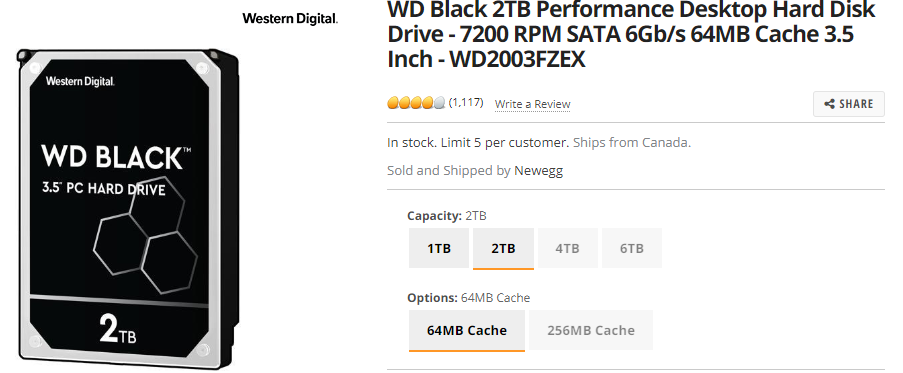 Western Digital.
Western Digital.
WD BLACK™
3.5" PC HARD DRIVE
2TB
WD Black 2TB Performance Desktop Hard Disk
Drive - 7200 RPM SATA 6Gb/s 64MB Cache 3.5
Inch - WD2003FZEX
(1,117) Write a Review
SHARE
In stock. Limit 5 per customer. Ships from Canada.
Sold and Shipped by Newegg
Capacity: 2TB
1TB 2TB 4TB 6TB
Options: 64MB Cache
64MB Cache 256MB Cache